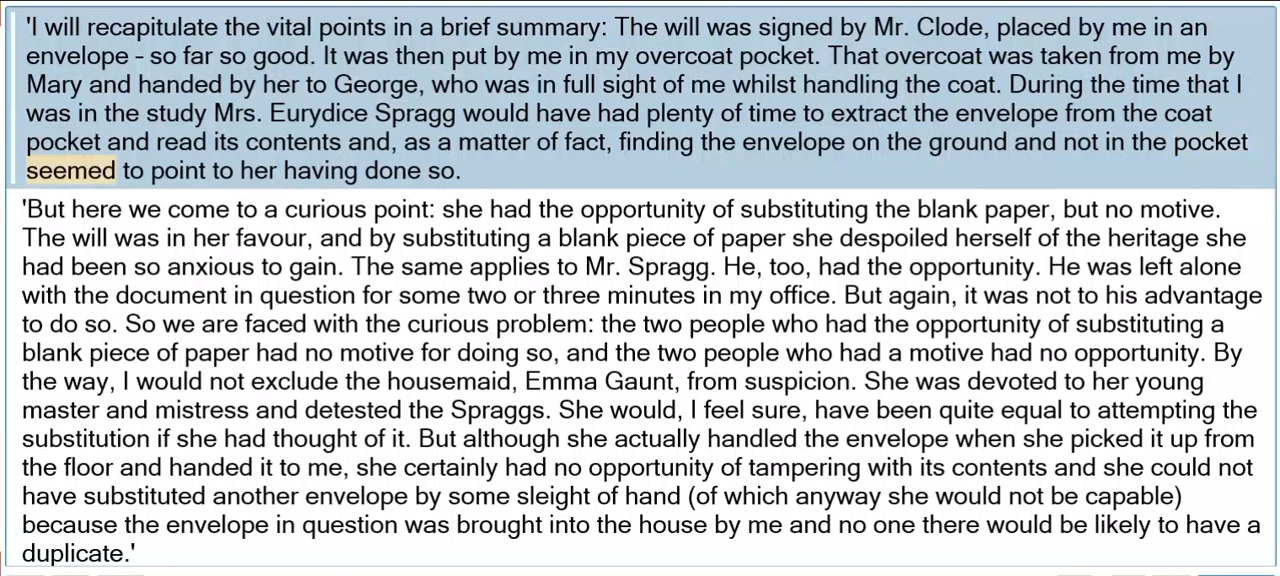 'I will recapitulate the vital points in a brief summary: The will was signed by Mr. Clode, placed by me in an
envelope - so far so good. It was then put by me in my overcoat pocket. That overcoat was taken from me by
Mary and handed by her to George, who was in full sight of me whilst handling the coat. During the time that I
was in the study Mrs. Eurydice Spragg would have had plenty of time to extract the envelope from the coat
pocket and read its contents and, as a matter of fact, finding the envelope on the ground and not in the pocket
seemed to point to her having done so.
'But here we come to a curious point: she had the opportunity of substituting the blank paper, but no motive.
The will was in her favour, and by substituting a blank piece of paper she despoiled herself of the heritage she
had been so anxious to gain. The same applies to Mr. Spragg. He, too, had the opportunity. He was left alone
with the document in question for some two or three minutes in my office. But again, it was not to his advantage
to do so. So we are faced with the curious problem: the two people who had the opportunity of substituting a
blank piece of paper had no motive for doing so, and the two people who had a motive had no opportunity. By
the way, I would not exclude the housemaid, Emma Gaunt, from suspicion. She was devoted to her young
master and mistress and detested the Spraggs. She would, I feel sure, have been quite equal to attempting the
substitution if she had thought of it. But although she actually handled the envelope when she picked it up from
the floor and handed it to me, she certainly had no opportunity of tampering with its contents and she could not
have substituted another envelope by some sleight of hand (of which anyway she would not be capable)
because the envelope in question was brought into the house by me and no one there would be likely to have a
duplicate.'